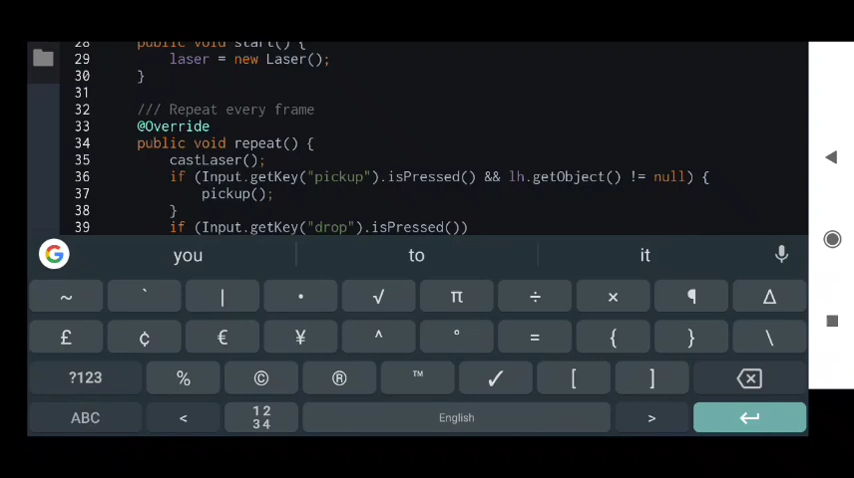 28 public void start() {
29 laser = new Laser();
30 }
31
32 /// Repeat every frame
33 @Override
34 public void repeat() {
35 castLaser();
36 if (Input.getKey("pickup").isPressed() && lh.getObject() != null) {
37 pickup();
38 }
39 if (Input.getKey("drop").isPressed())
G you to it
~ ` | • √ π ÷ × ¶ Δ
£ ¢ € ¥ ^ ° = { } \
?123 % © ® ™ ✓ [ ]
ABC < 12 English >
34